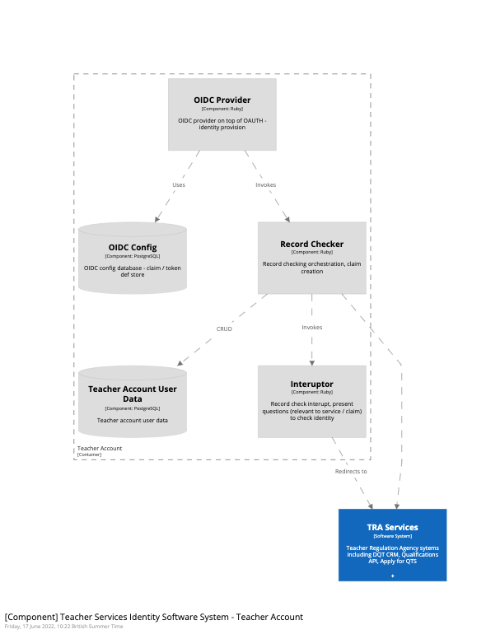 OIDC Provider
[Component: Ruby]
OIDC provider on top of OAUTH -
identity provision
Uses
Invokes
OIDC Config
[Component: PostgreSQL]
OIDC config database - claim / token
def store
Record Checker
[Component: Ruby]
Record checking orchestration, claim
creation
CRUD
Invokes
Teacher Account User
Data
[Component: PostgreSQL]
Teacher account user data
Interuptor
[Component: Ruby]
Record check interupt, present
questions (relevant to service / claim)
to check identity
Teacher Account
[Container]
Redirects to
TRA Services
[Software System]
Teacher Regulation Agency sytems
including DQT CRM, Qualifications
API, Apply for QTS
[Component] Teacher Services Identity Software System - Teacher Account
Friday, 17 June 2022, 16:23 British Summer Time